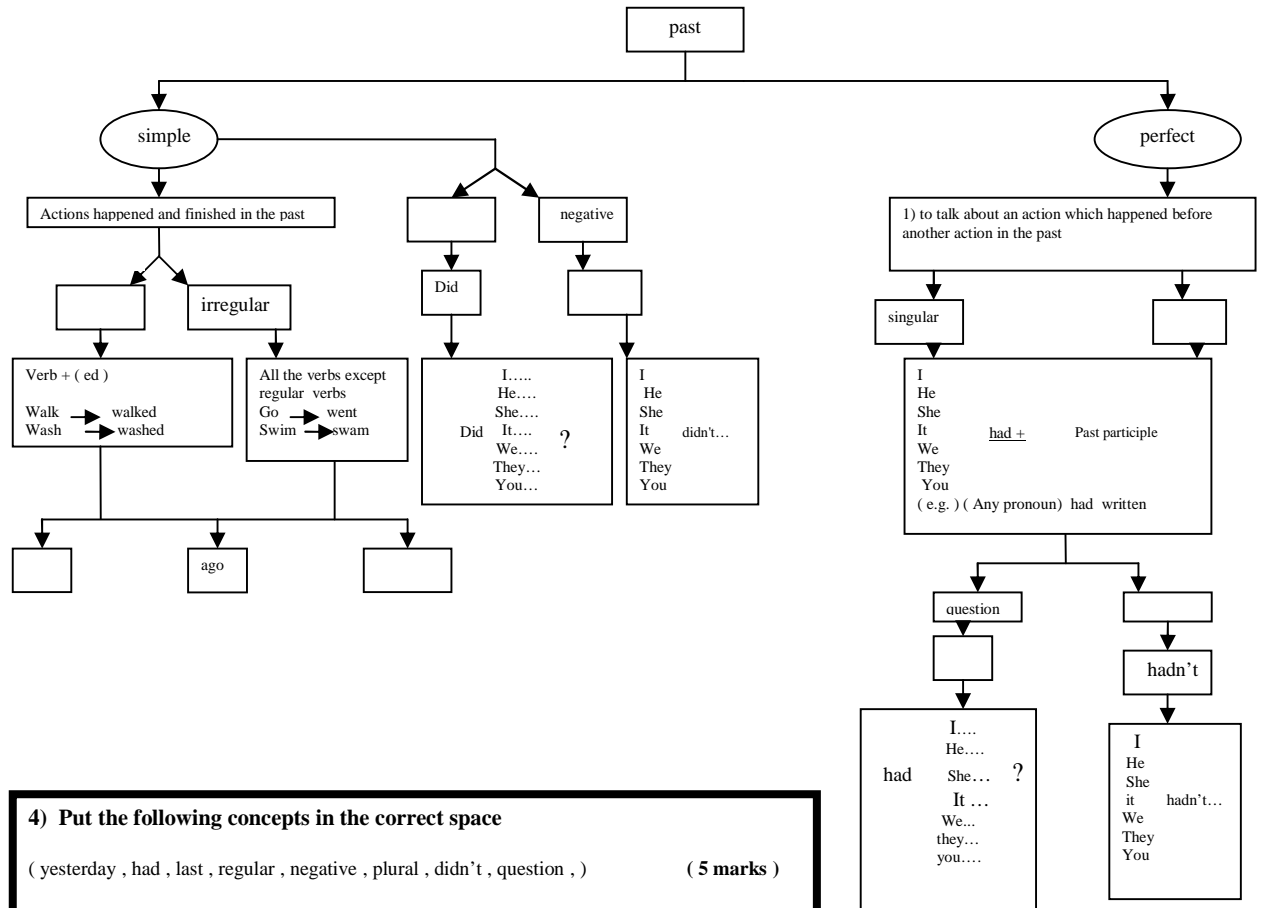 past
simple
perfect
Actions happened and finished in the past
negative
1) to talk about an action which happened before
another action in the past
irregular
Did
singular
Verb + ( ed )
Walk walked
Wash washed
All the verbs except
regular verbs
Go went
Swim swam
I…..
He….
She….
Did It…. ?
We….
They…
You…
I
He
She
It didn't…
We
They
You
I
He
She
It had + Past participle
We
They
You
( e.g. ) ( Any pronoun) had written
ago
question
hadn't
I….
He….
had She… ?
It …
We...
they…
you….
I
He
She
it hadn't…
We
They
You
4) Put the following concepts in the correct space
( yesterday , had , last , regular , negative , plural , didn't , question , ) ( 5 marks )